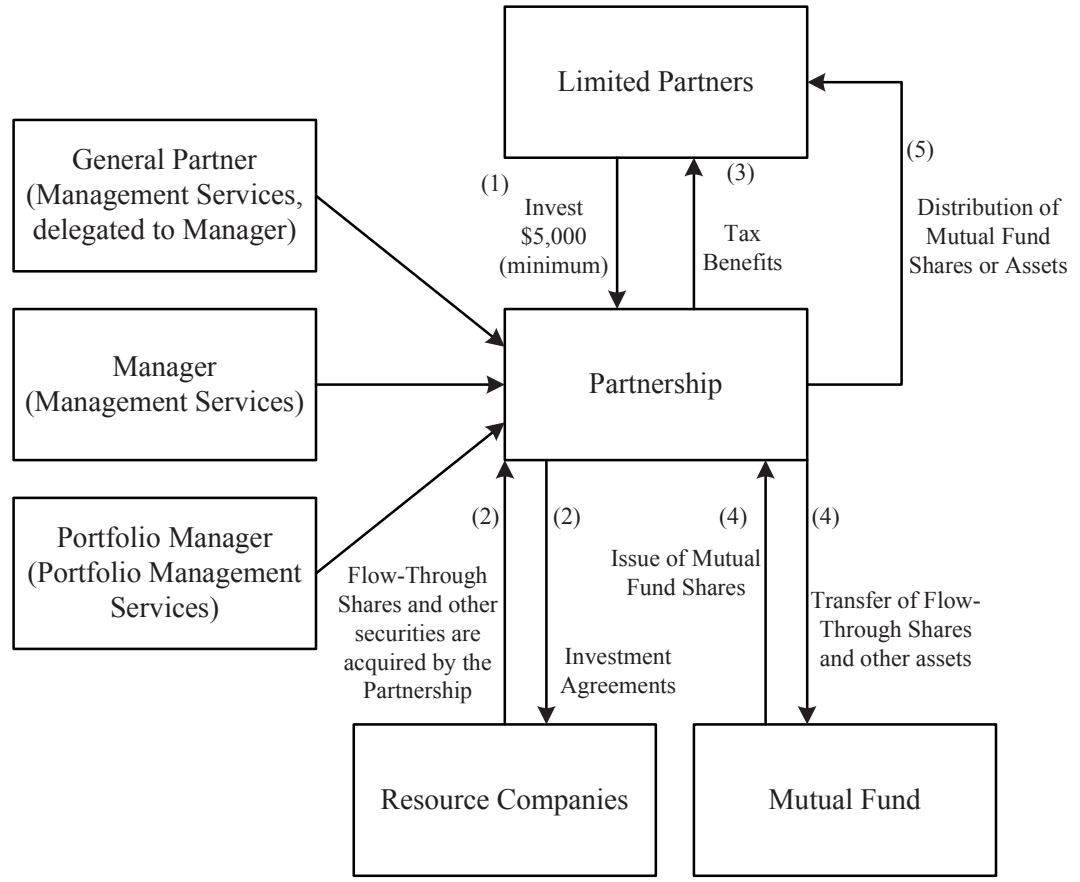 Limited Partners
General Partner
(Management Services,
delegated to Manager)
(1)
Invest
$5,000
(minimum)
(3)
Tax
Benefits
(5)
Distribution of
Mutual Fund
Shares or Assets
Manager
(Management Services)
Partnership
Portfolio Manager
(Portfolio Management
Services)
(2)
Flow-Through
Shares and other
securities are
acquired by the
Partnership
(2)
Investment
Agreements
(4)
Issue of Mutual
Fund Shares
(4)
Transfer of Flow-
Through Shares
and other assets
Resource Companies
Mutual Fund